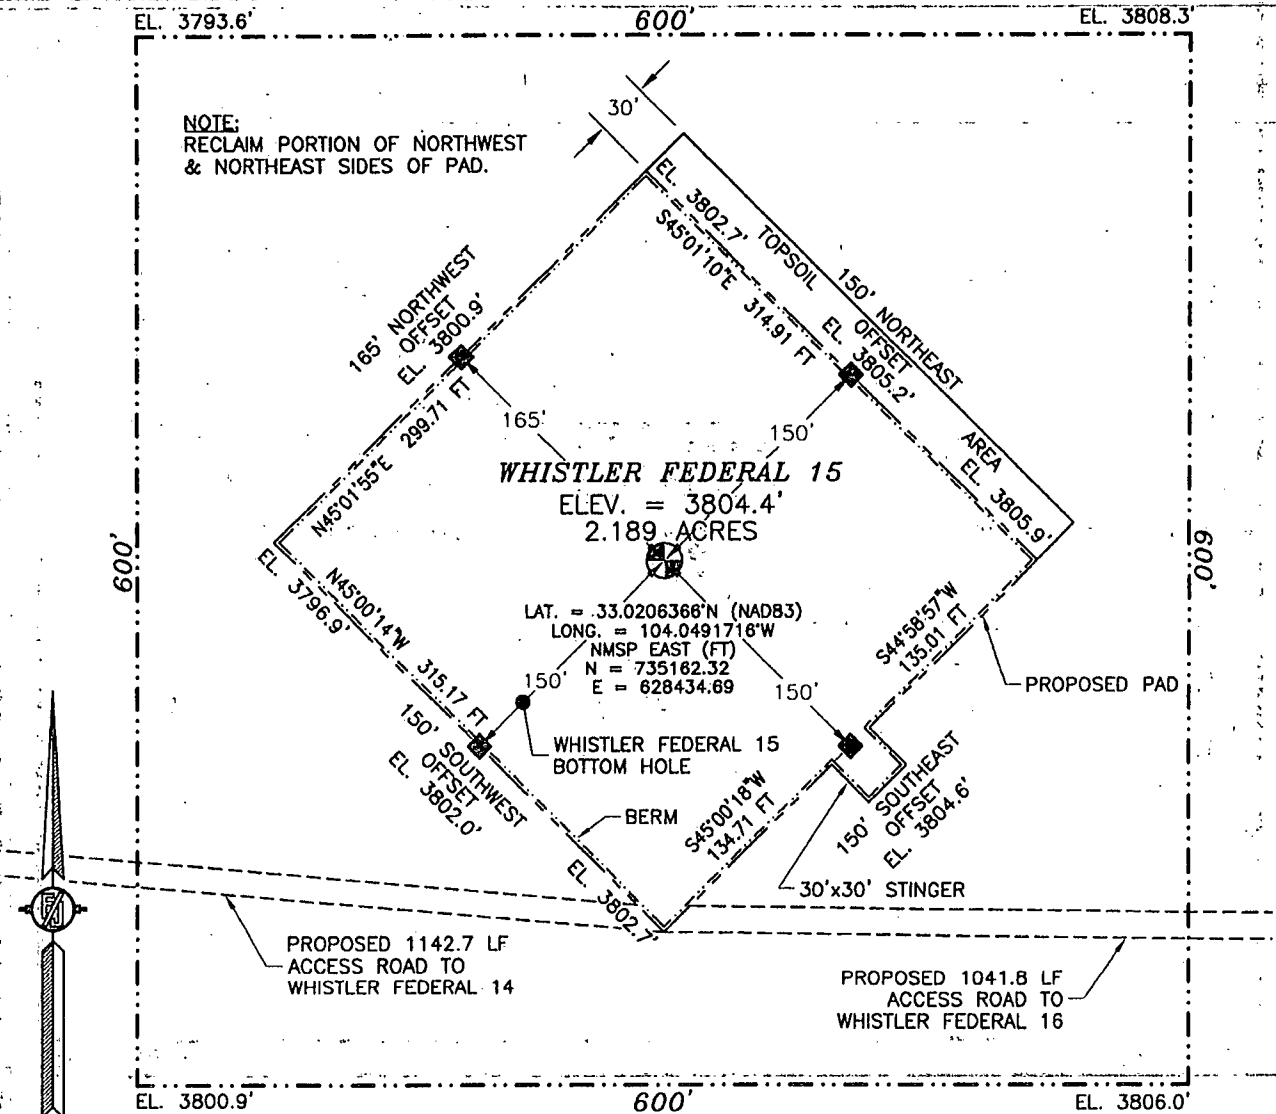 EL. 3793.6'
600'
EL. 3808.3'
30'
NOTE:
RECLAIM PORTION OF NORTHWEST
& NORTHEAST SIDES OF PAD.
EL. 3802.7'
S45°01'10"E 314.91 FT
TOPSOIL
AREA
150' NORTHEAST
OFFSET
EL. 3805.2'
EL. 3805.9'
165' NORTHWEST
OFFSET
EL. 3800.9'
N45°01'55"E 299.71 FT
165'
150'
WHISTLER FEDERAL 15
ELEV. = 3804.4'
2.189 ACRES
600'
600'
EL. 3796.9'
N45°00'14"W 315.17 FT
LAT. = 33.0206366°N (NAD83)
LONG. = 104.0491716°W
NMSP EAST (FT)
N = 735162.32
E = 628434.69
S44°58'57"W
135.01 FT
150'
150'
PROPOSED PAD
WHISTLER FEDERAL 15
BOTTOM HOLE
150' SOUTHWEST
OFFSET
EL. 3802.0'
BERM
S45°00'18"W
134.71 FT
150' SOUTHEAST
OFFSET
EL. 3804.6'
30'x30' STINGER
EL. 3802.7'
PROPOSED 1142.7 LF
ACCESS ROAD TO
WHISTLER FEDERAL 14
PROPOSED 1041.8 LF
ACCESS ROAD TO
WHISTLER FEDERAL 16
EL. 3800.9'
600'
EL. 3806.0'